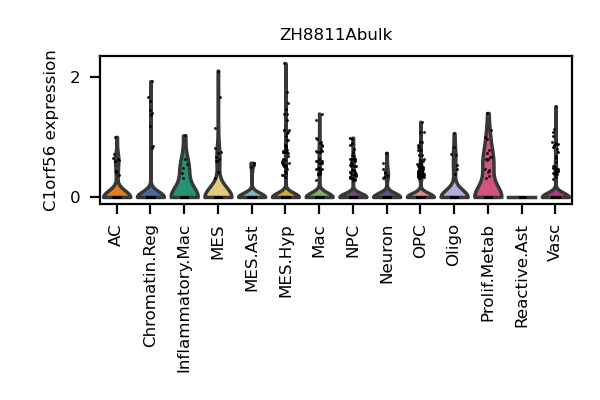 ZH8811Abulk
C1orf56 expression
2
0
AC
Chromatin.Reg
Inflammatory.Mac
MES
MES.Ast
MES.Hyp
Mac
NPC
Neuron
OPC
Oligo
Prolif.Metab
Reactive.Ast
Vasc